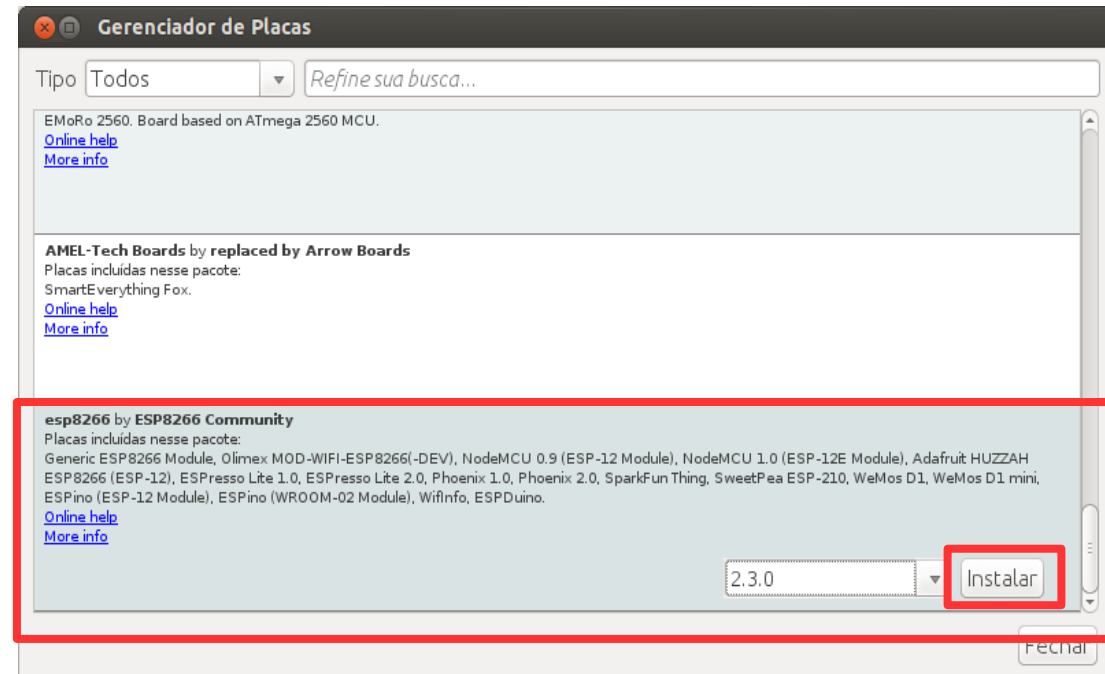 Gerenciador de Placas
Tipo Todos Refine sua busca...
EMoRo 2560. Board based on ATmega 2560 MCU.
Online help
More info
AMEL-Tech Boards by replaced by Arrow Boards
Placas incluídas nesse pacote:
SmartEverything Fox.
Online help
More info
esp8266 by ESP8266 Community
Placas incluídas nesse pacote:
Generic ESP8266 Module, Olimex MOD-WIFI-ESP8266(-DEV), NodeMCU 0.9 (ESP-12 Module), NodeMCU 1.0 (ESP-12E Module), Adafruit HUZZAH
ESP8266 (ESP-12), ESPresso Lite 1.0, ESPresso Lite 2.0, Phoenix 1.0, Phoenix 2.0, SparkFun Thing, SweetPea ESP-210, WeMos D1, WeMos D1 mini,
ESPino (ESP-12 Module), ESPino (WROOM-02 Module), WifInfo, ESPDuino.
Online help
More info
2.3.0 Instalar
Fechar